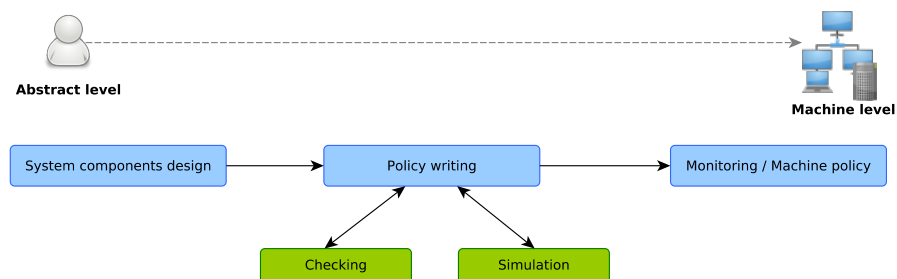 Abstract level
Machine level
System components design
Policy writing
Monitoring / Machine policy
Checking
Simulation